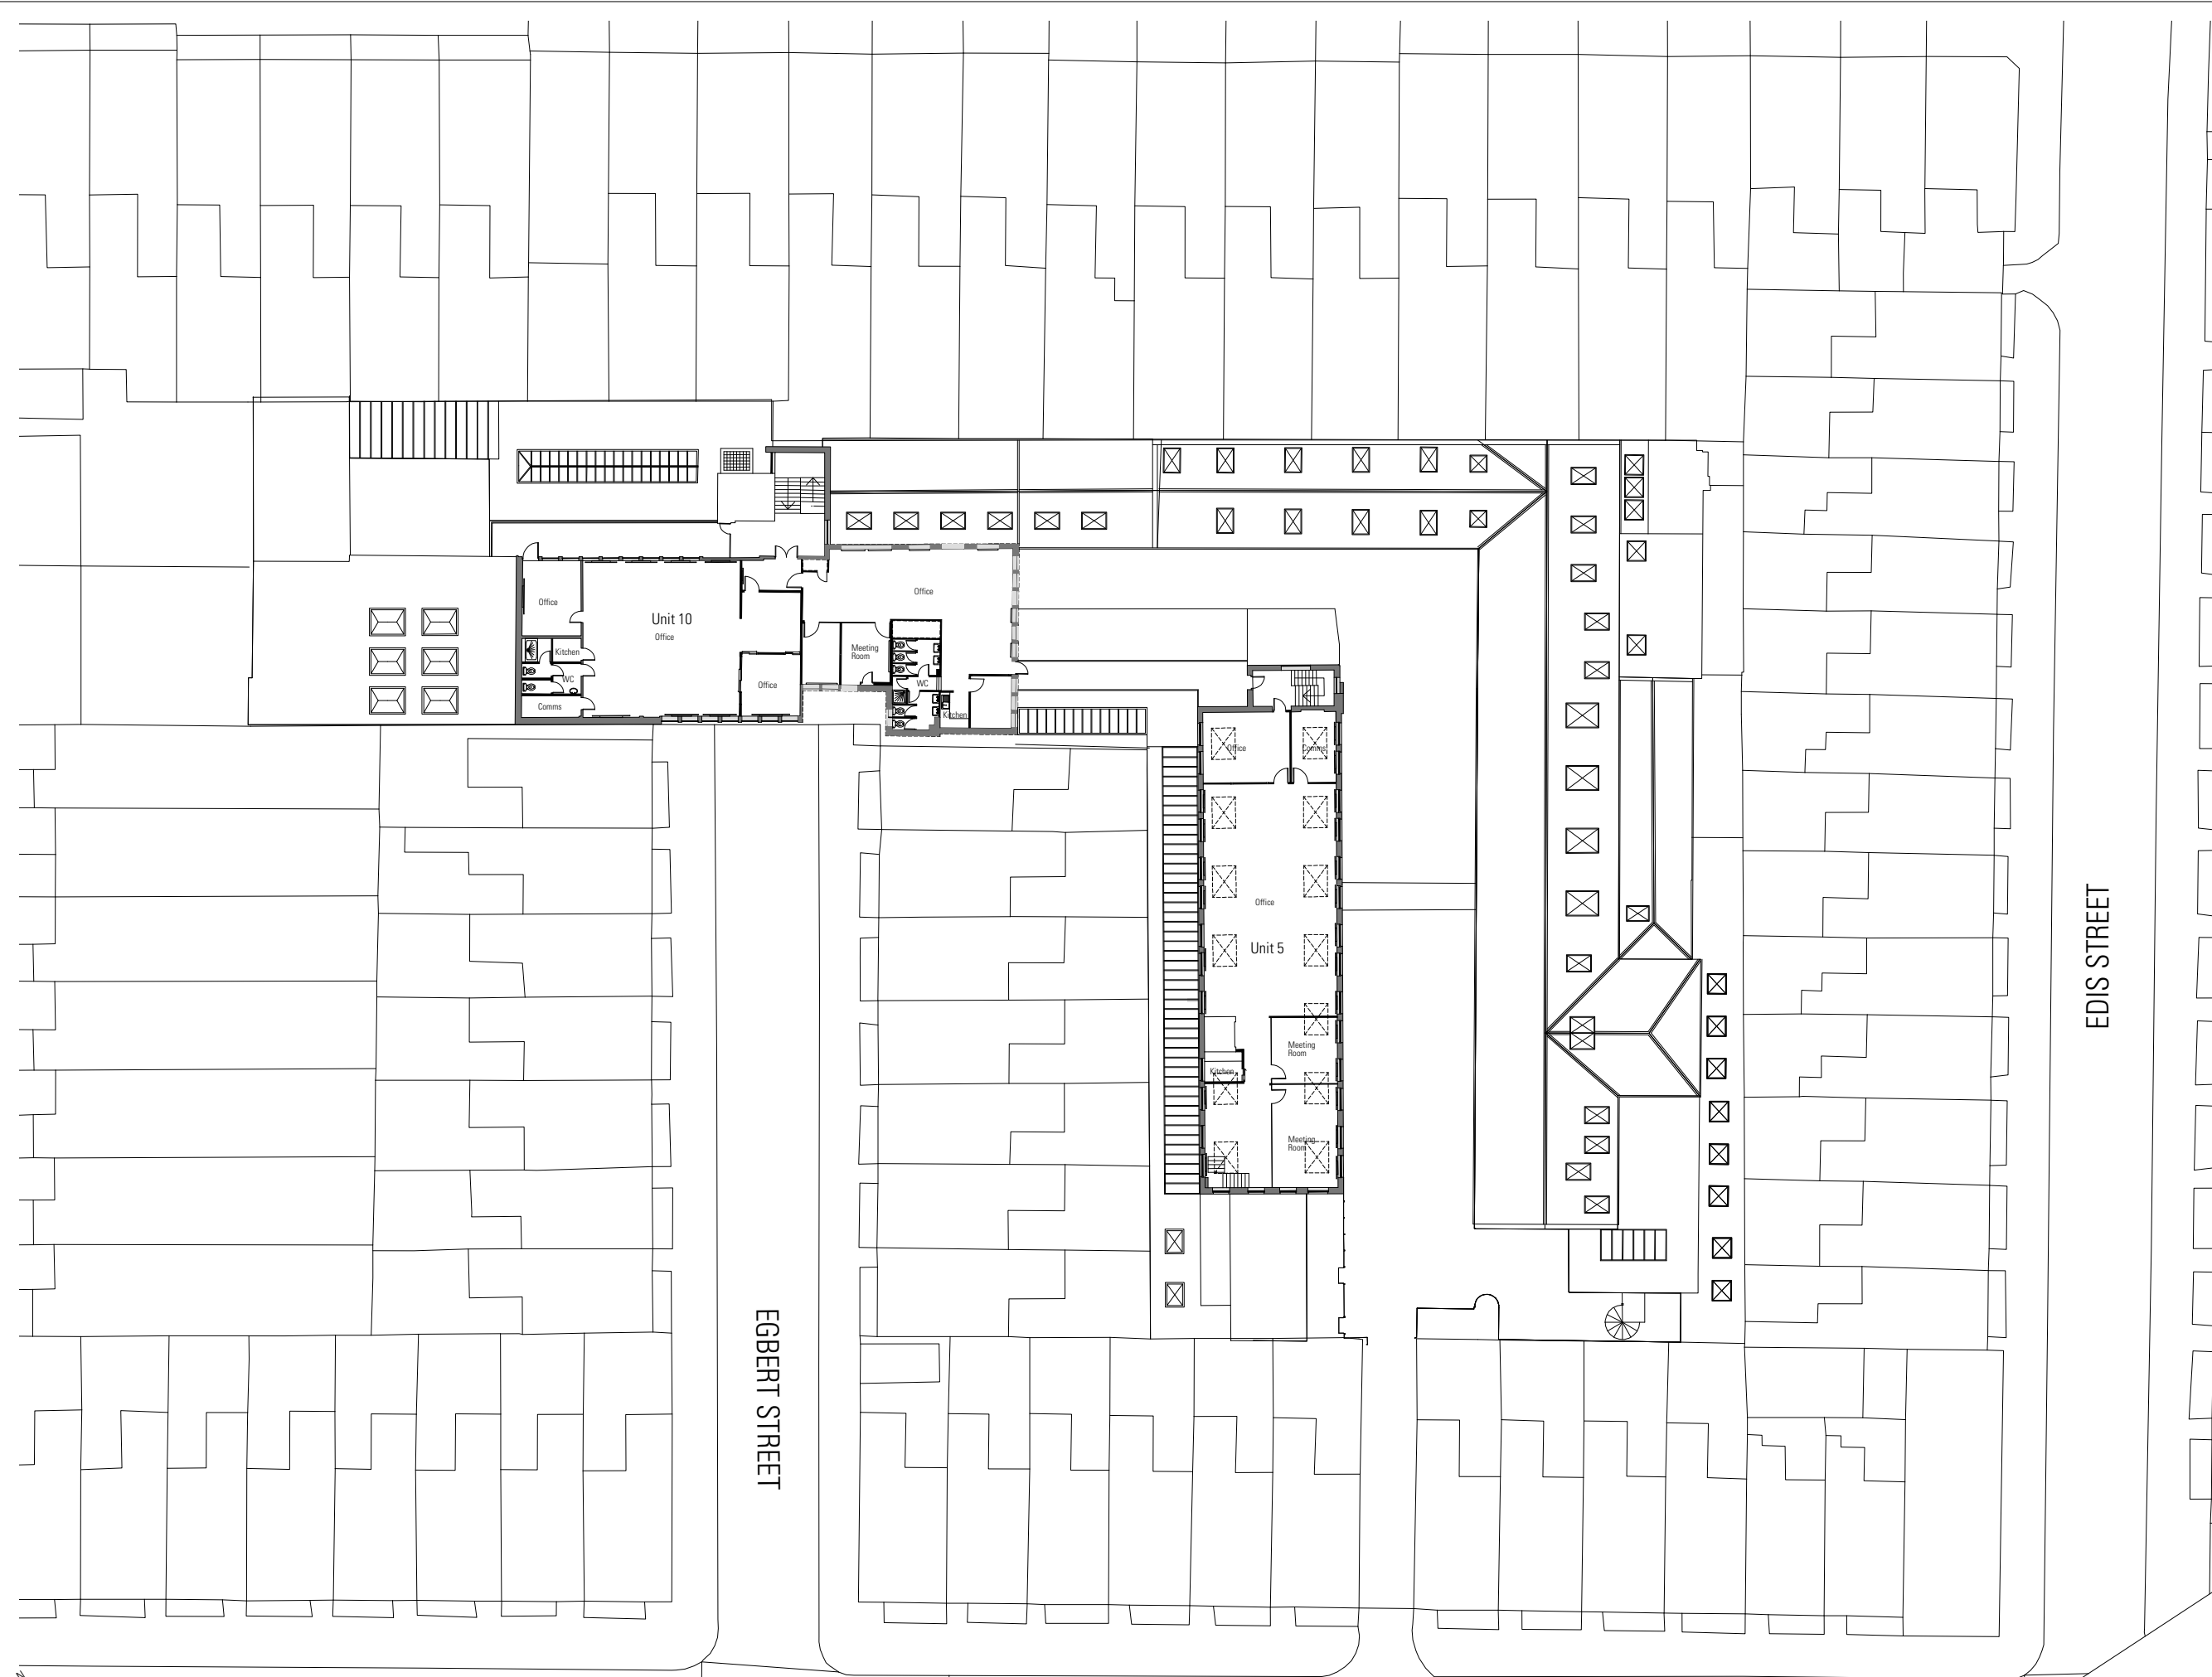 Office
Unit 10
Office
Office
Kitchen
WC
Comms
Office
Meeting
Room
WC
Kitchen
Office
Comms
Office
Unit 5
Meeting
Room
Kitchen
Meeting
Room
EGBERT STREET
EDIS STREET